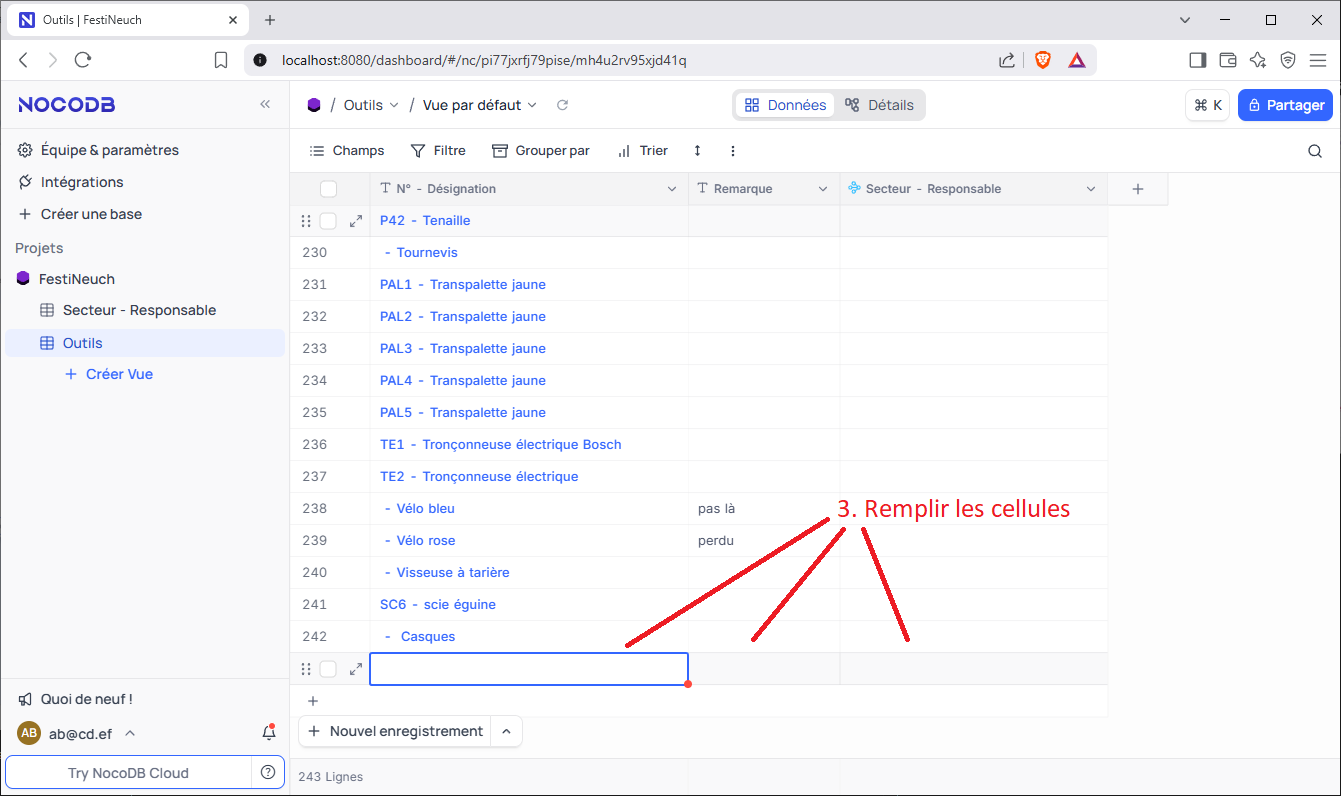 Outils | FestiNeuch
localhost:8080/dashboard/#/nc/pi77jxrfj79pise/mh4u2rv95xjd41q
NOCODB
/ Outils / Vue par défaut
Données Détails
⌘ K
Partager
Équipe & paramètres
Intégrations
Créer une base
Projets
FestiNeuch
Secteur - Responsable
Outils
+ Créer Vue
Quoi de neuf !
AB ab@cd.ef
Try NocoDB Cloud
Champs Filtre Grouper par Trier
N° - Désignation Remarque Secteur - Responsable
P42 - Tenaille
230 - Tournevis
231 PAL1 - Transpalette jaune
232 PAL2 - Transpalette jaune
233 PAL3 - Transpalette jaune
234 PAL4 - Transpalette jaune
235 PAL5 - Transpalette jaune
236 TE1 - Tronçonneuse électrique Bosch
237 TE2 - Tronçonneuse électrique
238 - Vélo bleu pas là
3. Remplir les cellules
239 - Vélo rose perdu
240 - Visseuse à tarière
241 SC6 - scie éguine
242 - Casques
+ Nouvel enregistrement
243 Lignes